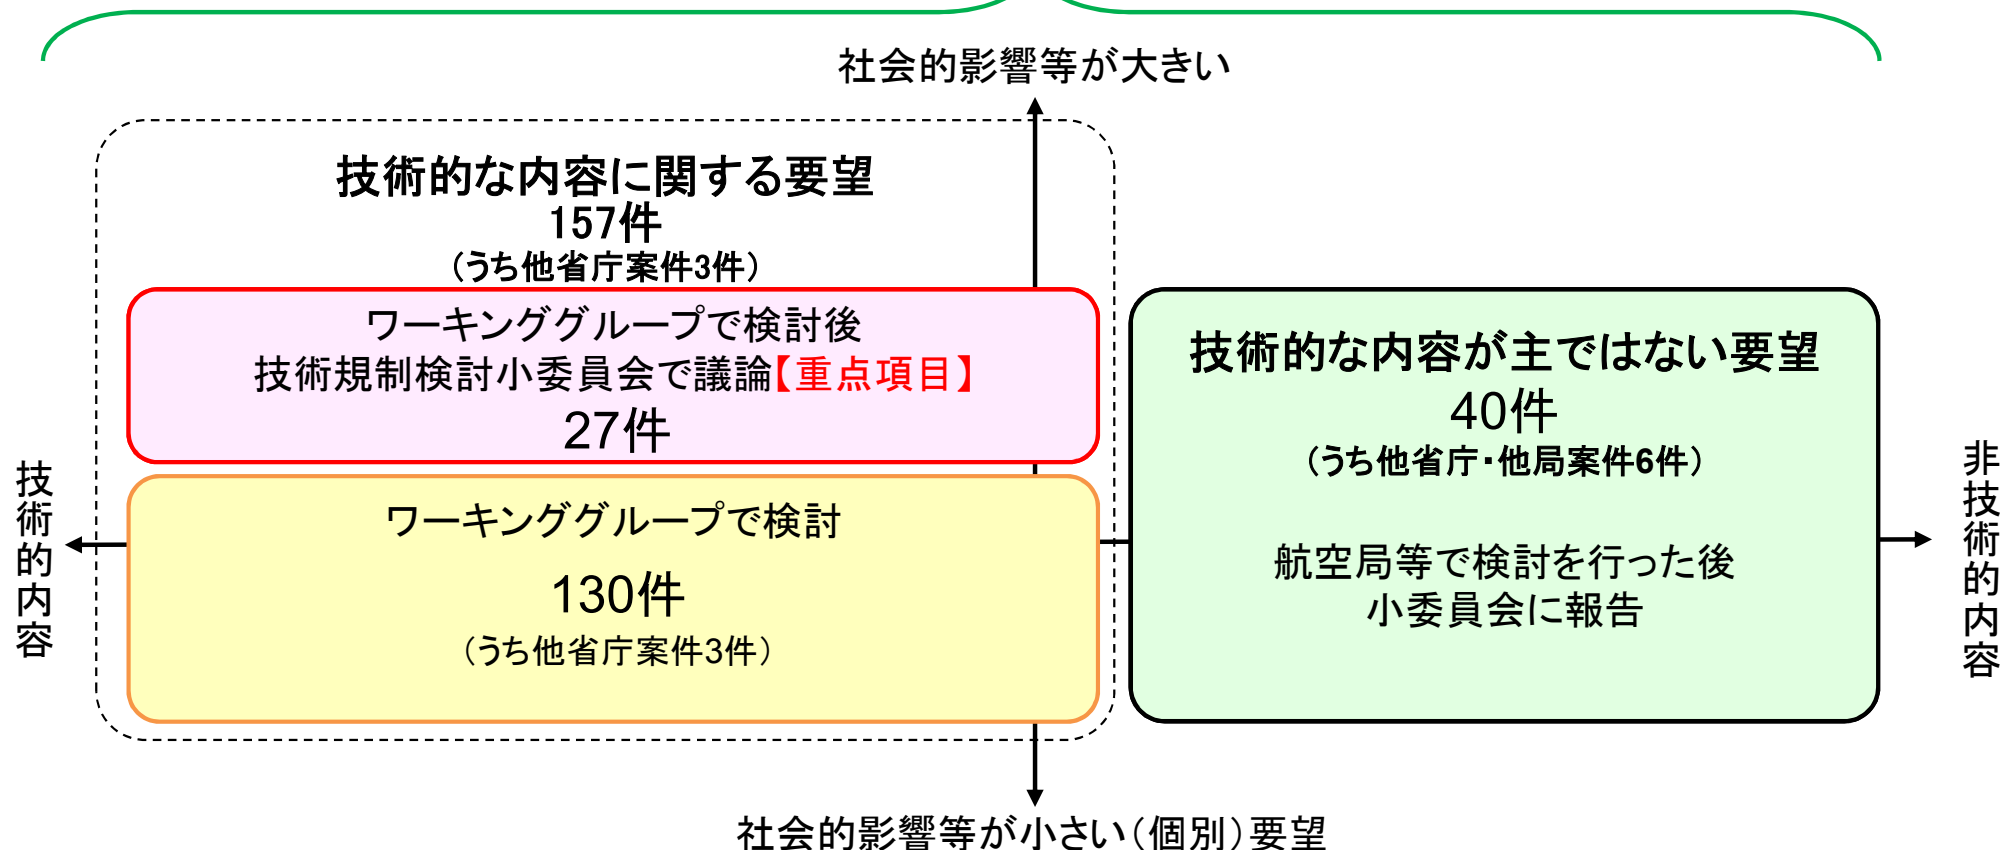 社会的影響等が大きい
技術的な内容に関する要望
157件
（うち他省庁案件3件）
ワーキンググループで検討後
技術規制検討小委員会で議論【重点項目】
27件
ワーキンググループで検討
130件
（うち他省庁案件3件）
技術的な内容が主ではない要望
40件
（うち他省庁・他局案件6件）
航空局等で検討を行った後
小委員会に報告
技術的内容
非技術的内容
社会的影響等が小さい（個別）要望